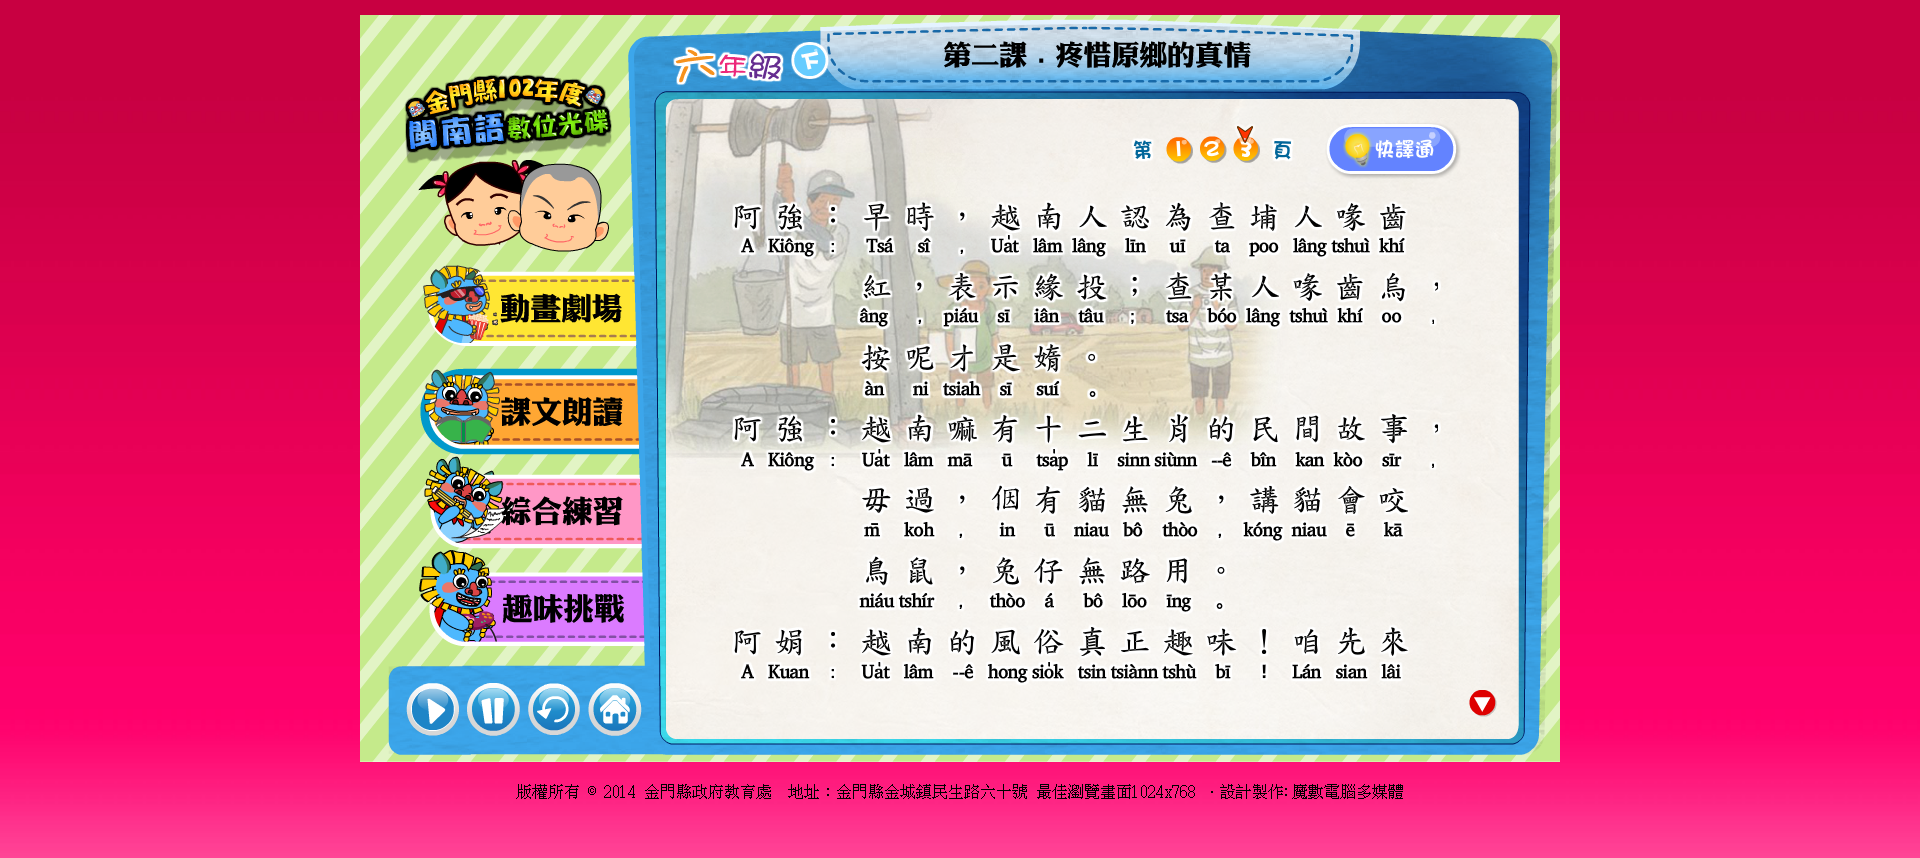 六年級 下
第二課．疼惜原鄉的真情
金門縣102年度
閩南語數位光碟
第 1 2 3 頁
快譯通
動畫劇場
課文朗讀
綜合練習
趣味挑戰
阿強：早時，越南人認為查埔人喙齒
A Kiông : Tsá sî , Ua̍t lâm lâng līn uī ta poo lâng tshuì khí
紅，表示緣投；查某人喙齒烏，
âng , piáu sī iân tâu ; tsa bóo lâng tshuì khí oo ,
按呢才是媠。
àn ni tsiah sī suí 。
阿強：越南嘛有十二生肖的民間故事，
A Kiông : Ua̍t lâm mā ū tsa̍p lī sinn siùnn --ê bîn kan kòo sīr ,
毋過，個有貓無兔，講貓會咬
m̄ koh , in ū niau bô thòo , kóng niau ē kā
鳥鼠，兔仔無路用。
niáu tshír , thòo á bô lōo īng 。
阿娟：越南的風俗真正趣味！咱先來
A Kuan : Ua̍t lâm --ê hong sio̍k tsin tsiànn tshù bī ! Lán sian lâi
版權所有 © 2014 金門縣政府教育處 地址：金門縣金城鎮民生路六十號 最佳瀏覽畫面1024x768 ‧設計製作:魔數電腦多媒體